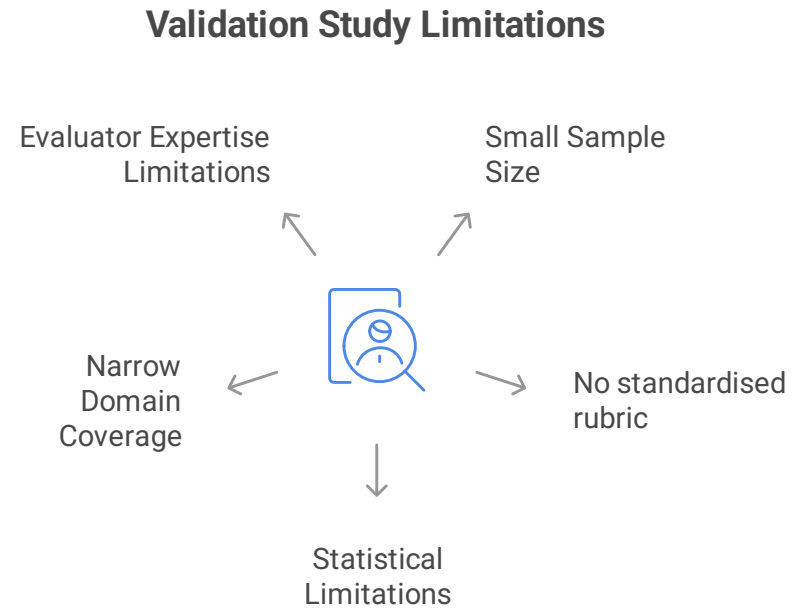 Validation Study Limitations
Evaluator Expertise
Limitations
Small Sample
Size
Narrow
Domain
Coverage
No standardised
rubric
Statistical
Limitations